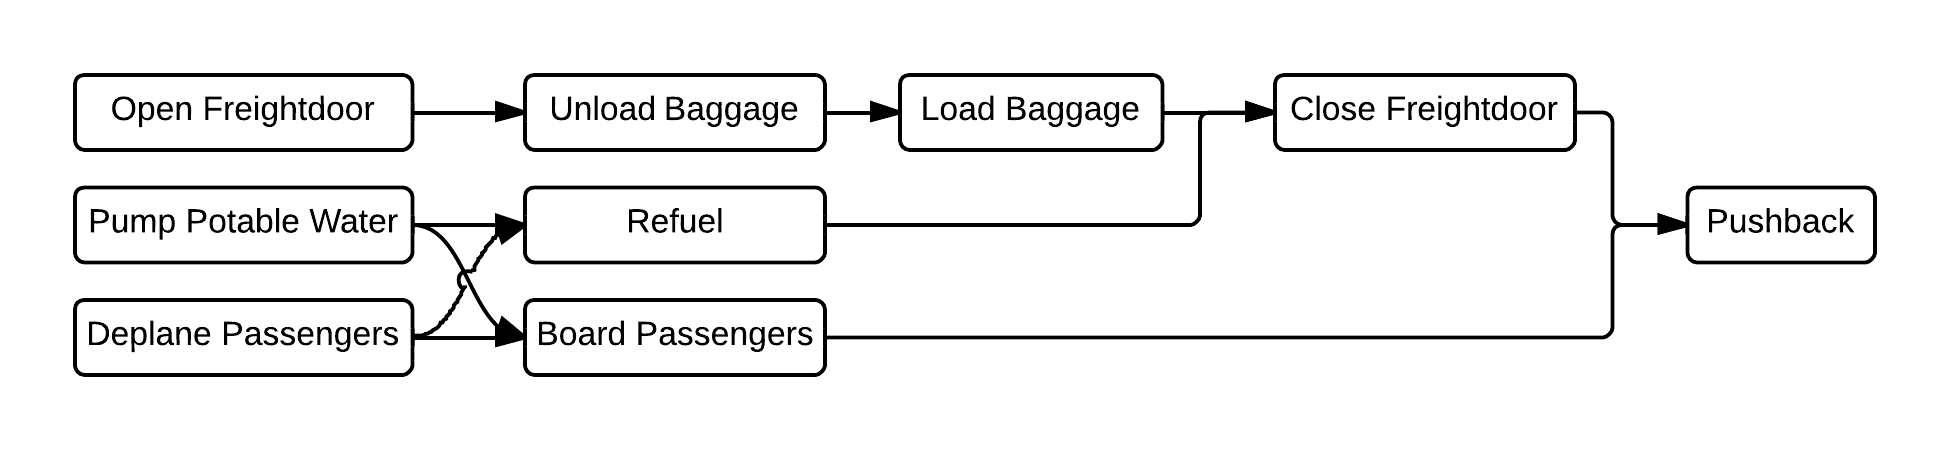 Open Freightdoor
Unload Baggage
Load Baggage
Close Freightdoor
Pump Potable Water
Refuel
Pushback
Deplane Passengers
Board Passengers